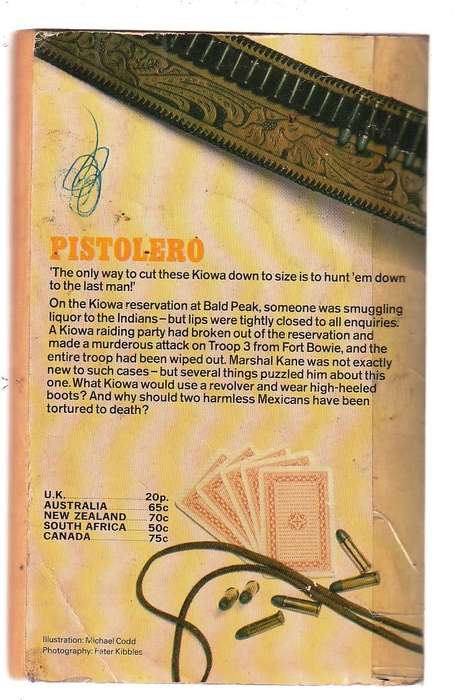 PISTOLERO
'The only way to cut these Kiowa down to size is to hunt 'em down
to the last man!'
On the Kiowa reservation at Bald Peak, someone was smuggling
liquor to the Indians–but lips were tightly closed to all enquiries.
A Kiowa raiding party had broken out of the reservation and
made a murderous attack on Troop 3 from Fort Bowie, and the
entire troop had been wiped out. Marshal Kane was not exactly
new to such cases–but several things puzzled him about this
one. What Kiowa would use a revolver and wear high-heeled
boots? And why should two harmless Mexicans have been
tortured to death?
U.K. 20p.
AUSTRALIA 65c
NEW ZEALAND 70c
SOUTH AFRICA 50c
CANADA 75c
Illustration: Michael Codd
Photography: Fater Kibbles